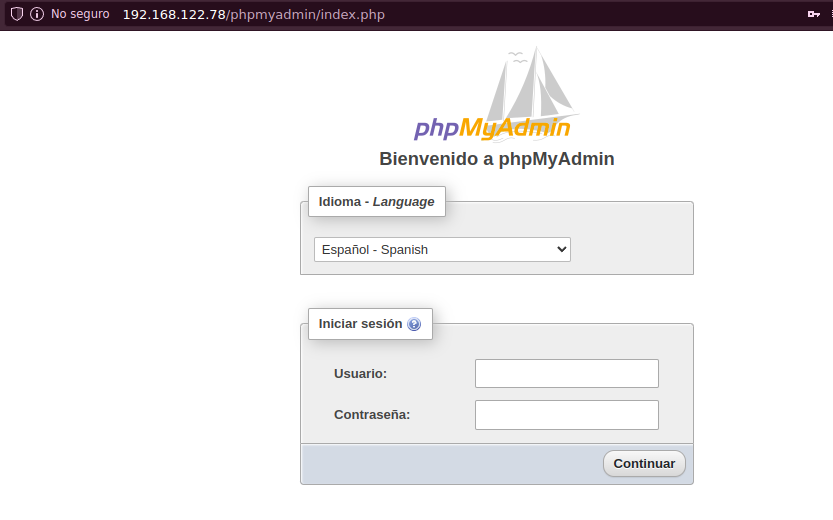 No seguro 192.168.122.78/phpmyadmin/index.php
phpMyAdmin
Bienvenido a phpMyAdmin
Idioma - Language
Español - Spanish
Iniciar sesión
Usuario:
Contraseña:
Continuar